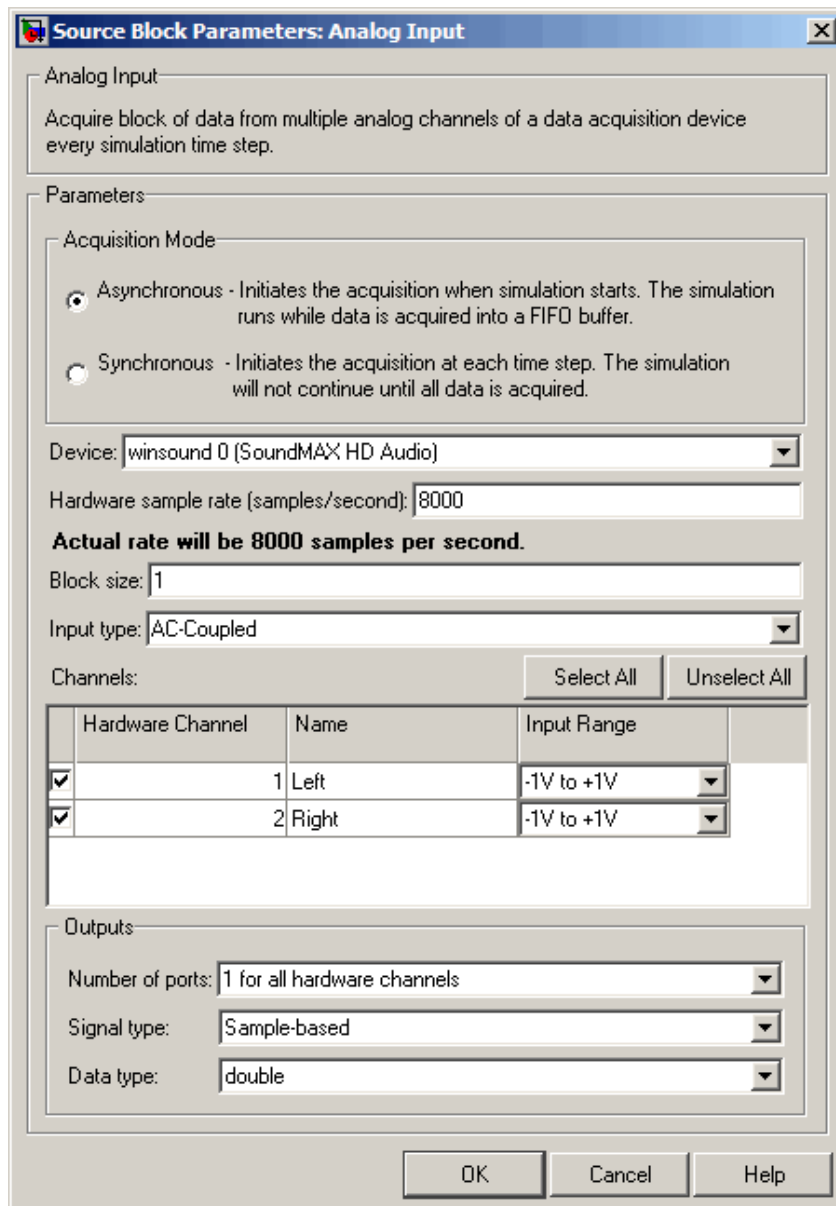 Source Block Parameters: Analog Input
Analog Input
Acquire block of data from multiple analog channels of a data acquisition device
every simulation time step.
Parameters
Acquisition Mode
Asynchronous - Initiates the acquisition when simulation starts. The simulation
runs while data is acquired into a FIFO buffer.
Synchronous - Initiates the acquisition at each time step. The simulation
will not continue until all data is acquired.
Device: winsound 0 (SoundMAX HD Audio)
Hardware sample rate (samples/second): 8000
Actual rate will be 8000 samples per second.
Block size: 1
Input type: AC-Coupled
Channels: Select All Unselect All
Hardware Channel Name Input Range
1 Left -1V to +1V
2 Right -1V to +1V
Outputs
Number of ports: 1 for all hardware channels
Signal type: Sample-based
Data type: double
OK Cancel Help